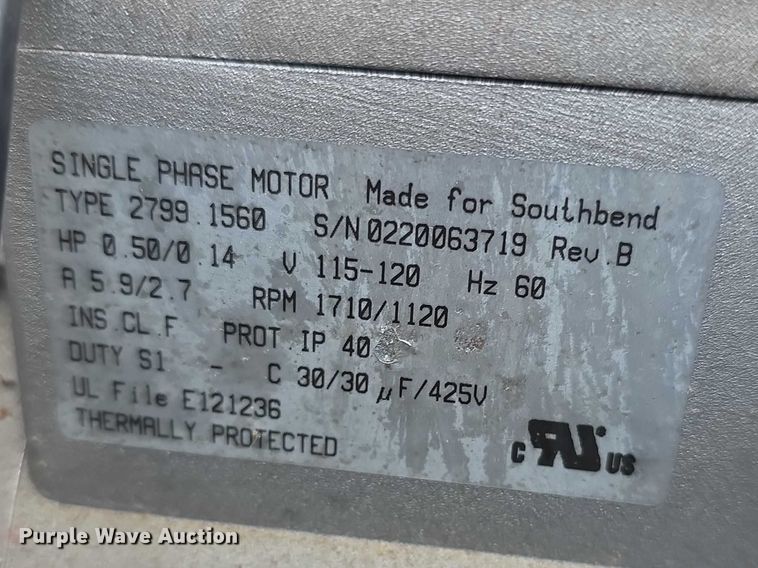 SINGLE PHASE MOTOR Made for Southbend
TYPE 2799.1560 S/N 0220063719 Rev.B
HP 0.50/0.14 V 115-120 Hz 60
A 5.9/2.7 RPM 1710/1120
INS.CL.F PROT.IP 40
DUTY S1 - C 30/30 µF/425V
UL File E121236
THERMALLY PROTECTED
C RU US
Purple Wave Auction